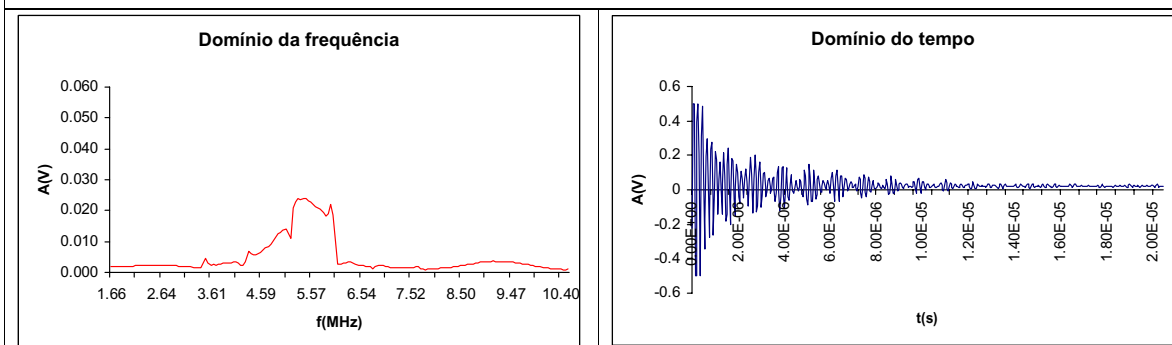 Domínio da frequência
0.060
0.050
0.040
0.030
0.020
0.010
0.000
A(V)
1.66 2.64 3.61 4.59 5.57 6.54 7.52 8.50 9.47 10.40
f(MHz)
Domínio do tempo
0.6
0.4
0.2
0
-0.2
-0.4
-0.6
A(V)
0.00E+00 2.00E-06 4.00E-06 6.00E-06 8.00E-06 1.00E-05 1.20E-05 1.40E-05 1.60E-05 1.80E-05 2.00E-05
t(s)